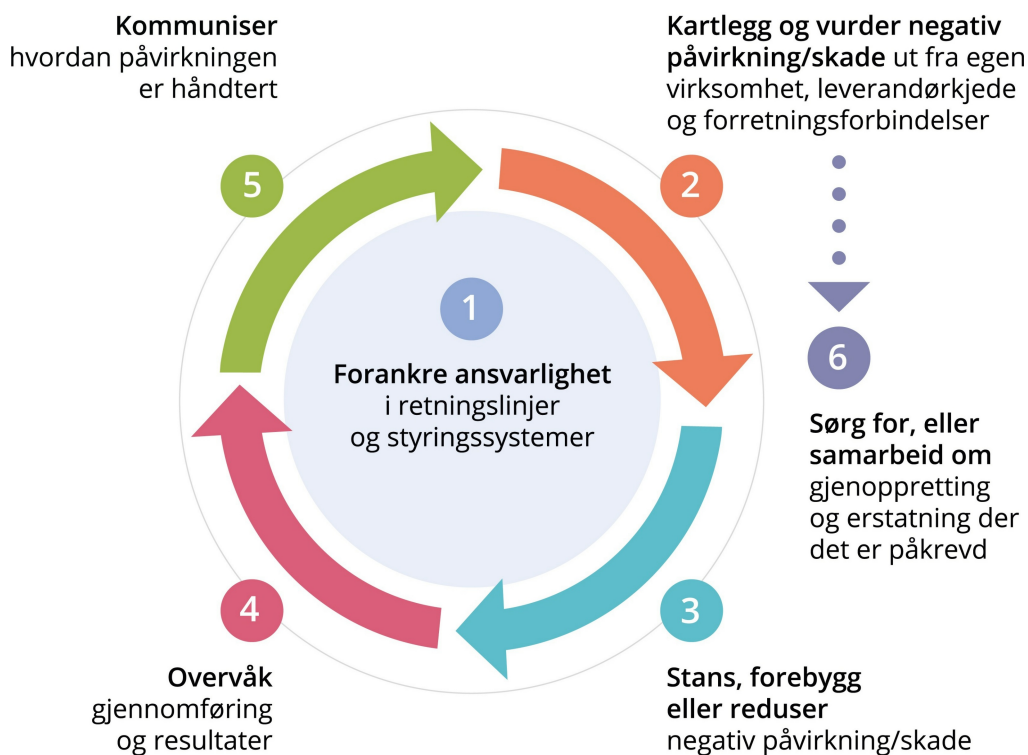 Kommuniser
hvordan påvirkningen
er håndtert
5
Kartlegg og vurder negativ
påvirkning/skade ut fra egen
virksomhet, leverandørkjede
og forretningsforbindelser
2
1
Forankre ansvarlighet
i retningslinjer
og styringssystemer
6
Sørg for, eller
samarbeid om
gjenoppretting
og erstatning der
det er påkrevd
4
Overvåk
gjennomføring
og resultater
3
Stans, forebygg
eller reduser
negativ påvirkning/skade